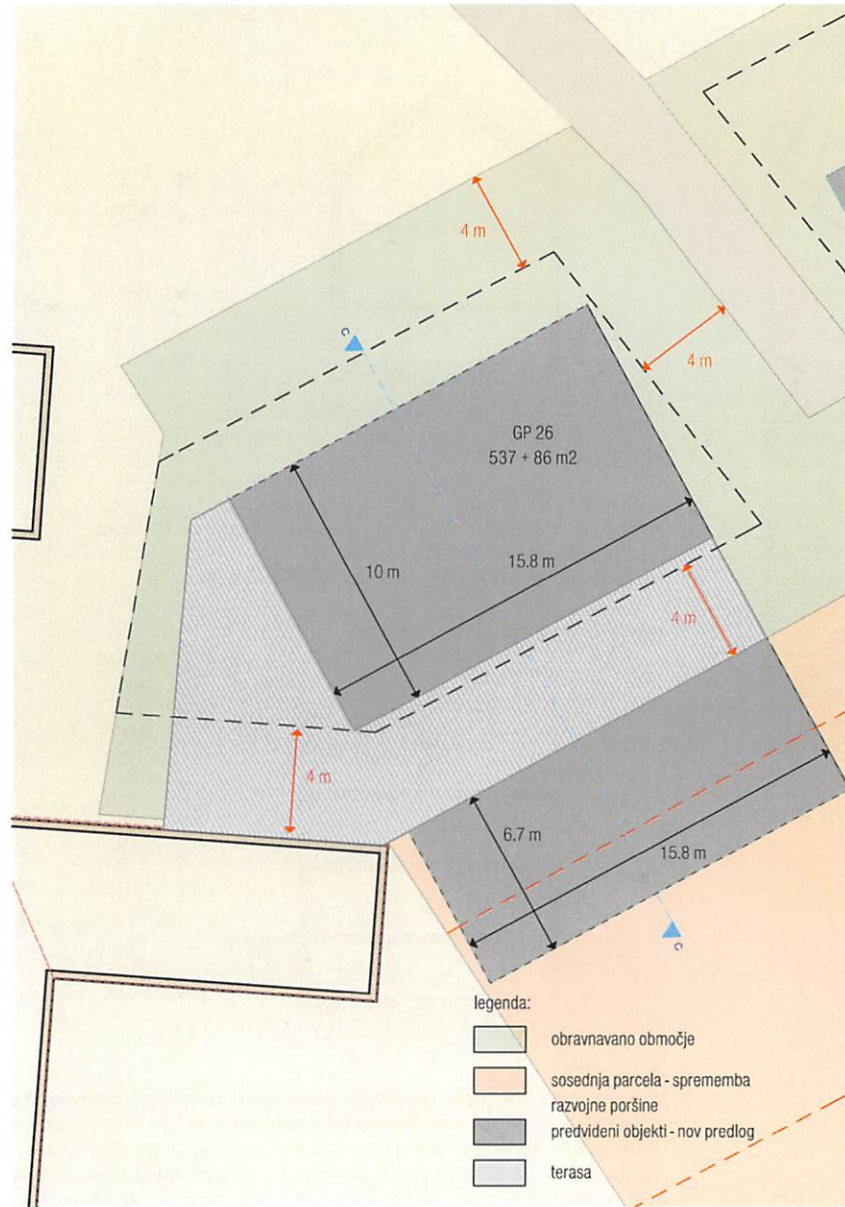 4 m
c
4 m
GP 26
537 + 86 m2
10 m
15.8 m
4 m
4 m
6.7 m
15.8 m
c
legenda:
obravnavano območje
sosednja parcela - sprememba
razvojne poršine
predvideni objekti - nov predlog
terasa